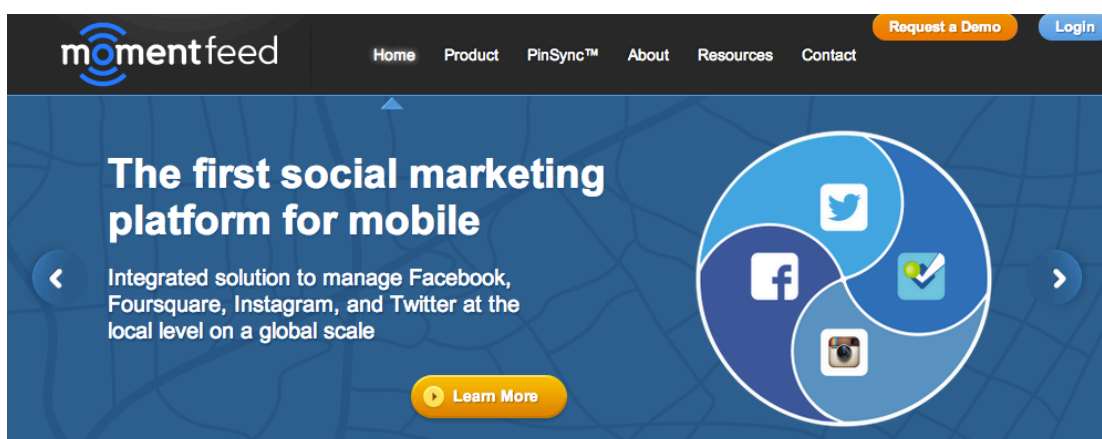 momentfeed
Home Product PinSync™ About Resources Contact
Request a Demo Login
The first social marketing
platform for mobile
Integrated solution to manage Facebook,
Foursquare, Instagram, and Twitter at the
local level on a global scale
Learn More